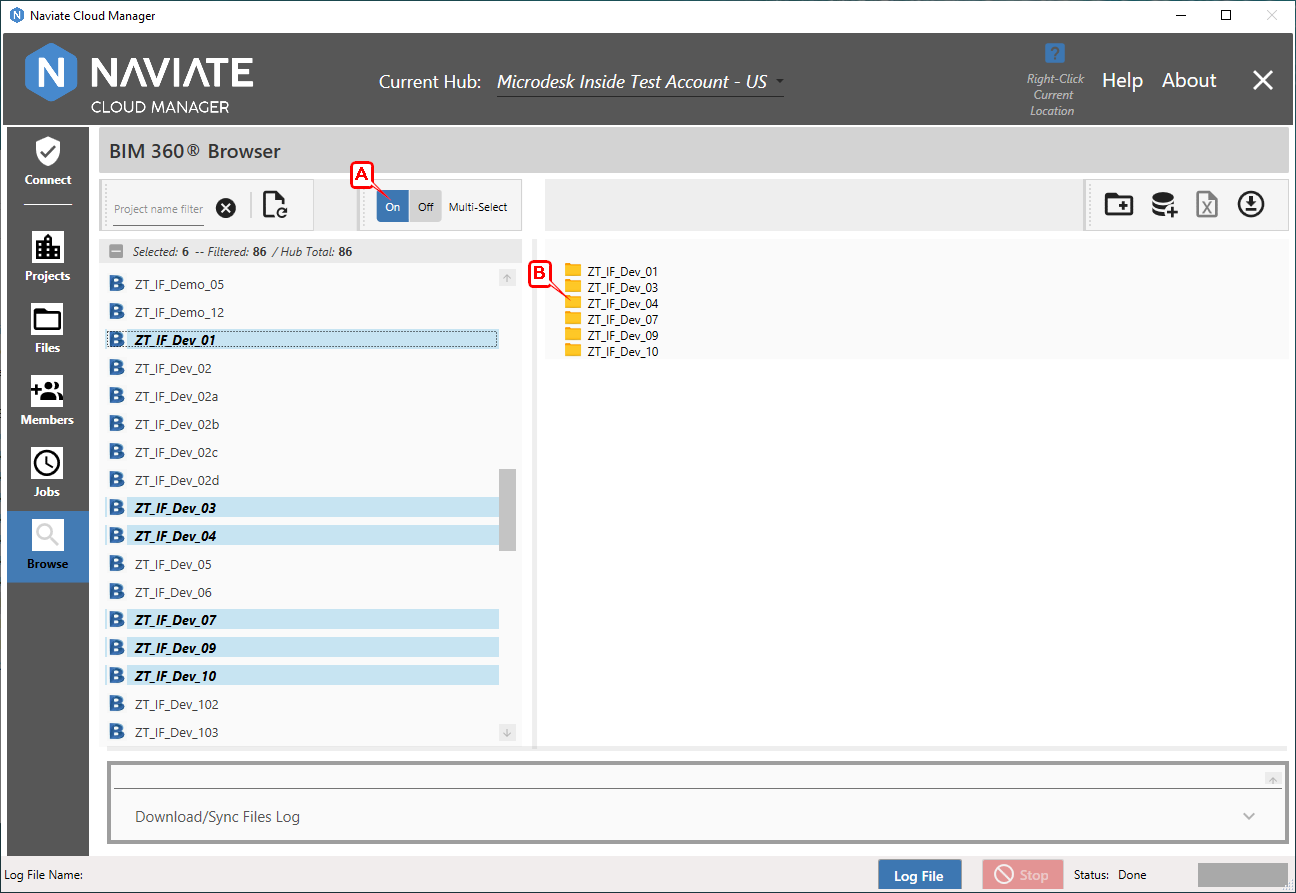 Naviate Cloud Manager
NAVIATE
CLOUD MANAGER
Current Hub: Microdesk Inside Test Account - US
?
Right-Click
Current
Location
Help About
Connect
Projects
Files
Members
Jobs
Browse
BIM 360® Browser
Project name filter
A
On Off Multi-Select
Selected: 6 -- Filtered: 86 / Hub Total: 86
B ZT_IF_Demo_05
B ZT_IF_Demo_12
B ZT_IF_Dev_01
B ZT_IF_Dev_02
B ZT_IF_Dev_02a
B ZT_IF_Dev_02b
B ZT_IF_Dev_02c
B ZT_IF_Dev_02d
B ZT_IF_Dev_03
B ZT_IF_Dev_04
B ZT_IF_Dev_05
B ZT_IF_Dev_06
B ZT_IF_Dev_07
B ZT_IF_Dev_09
B ZT_IF_Dev_10
B ZT_IF_Dev_102
B ZT_IF_Dev_103
B
ZT_IF_Dev_01
ZT_IF_Dev_03
ZT_IF_Dev_04
ZT_IF_Dev_07
ZT_IF_Dev_09
ZT_IF_Dev_10
Download/Sync Files Log
Log File Name:
Log File
Stop
Status: Done